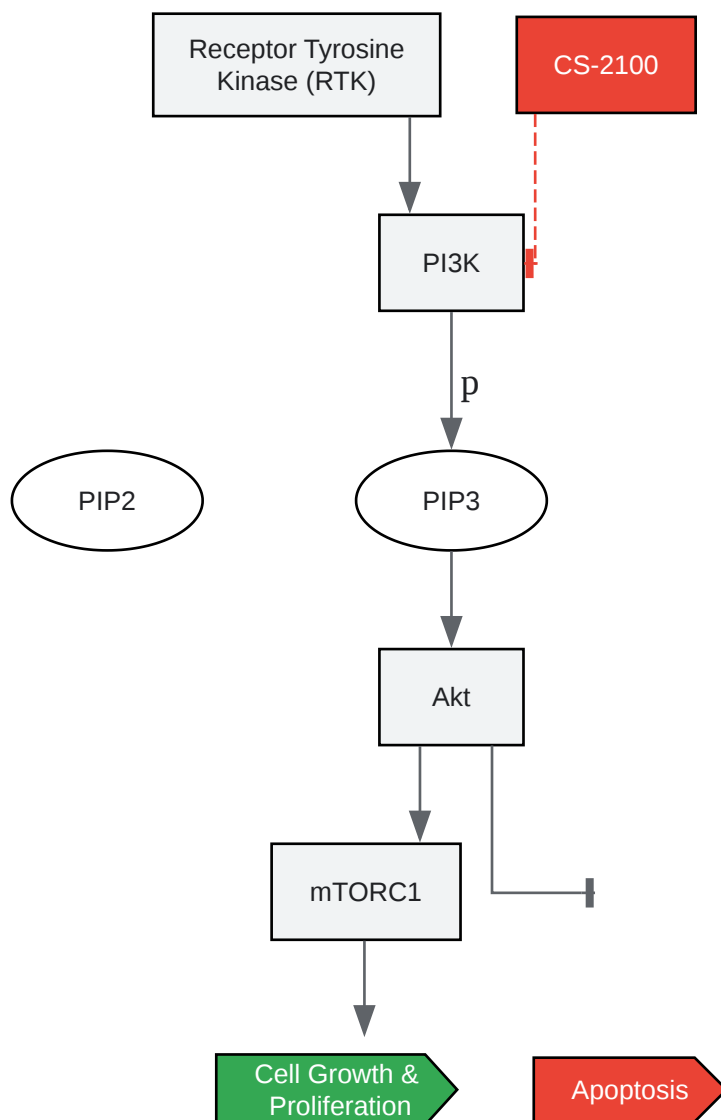 Receptor Tyrosine
Kinase (RTK)
CS-2100
PI3K
p
PIP2
PIP3
Akt
mTORC1
Cell Growth &
Proliferation
Apoptosis